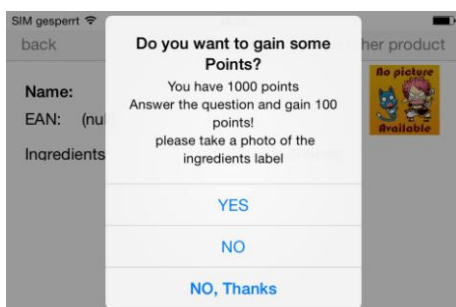 SIM gesperrt
back
her product
Do you want to gain some
Points?
You have 1000 points
Answer the question and gain 100
points!
please take a photo of the
ingredients label
Name:
EAN: (nu
Ingredients
No picture
Available
YES
NO
NO, Thanks